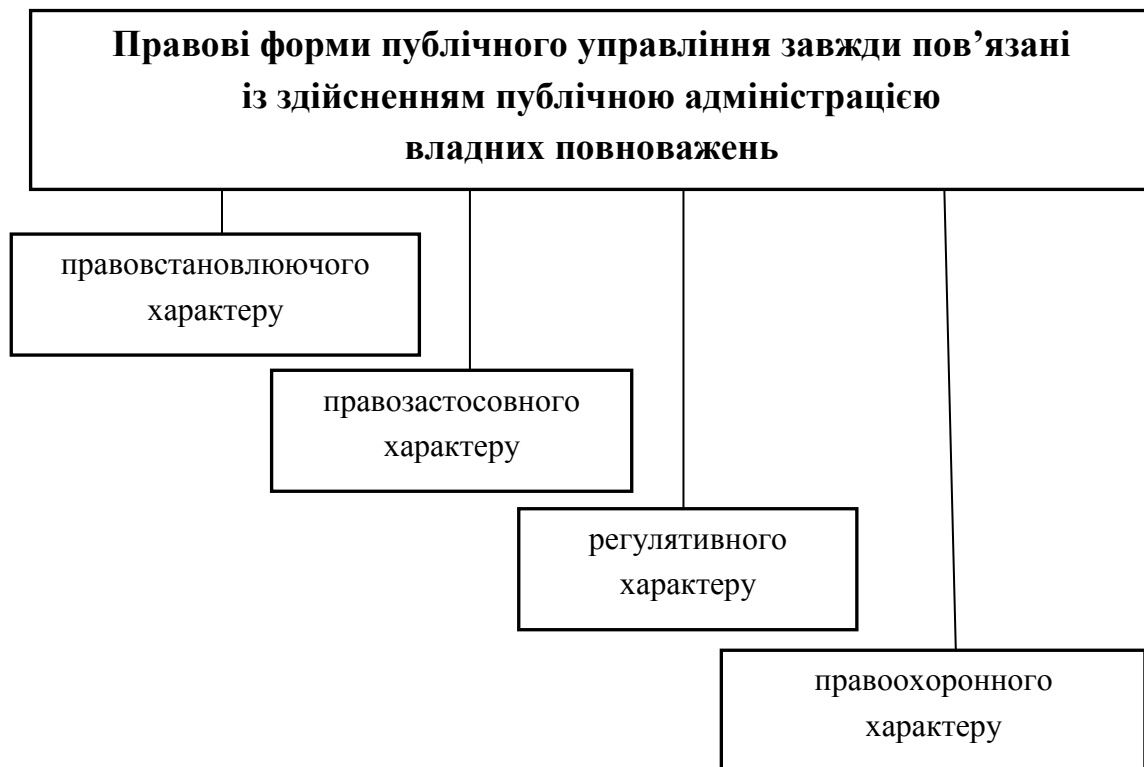 Правові форми публічного управління завжди пов’язані
із здійсненням публічною адміністрацією
владних повноважень
правовстановлюючого
характеру
правозастосовного
характеру
регулятивного
характеру
правоохоронного
характеру